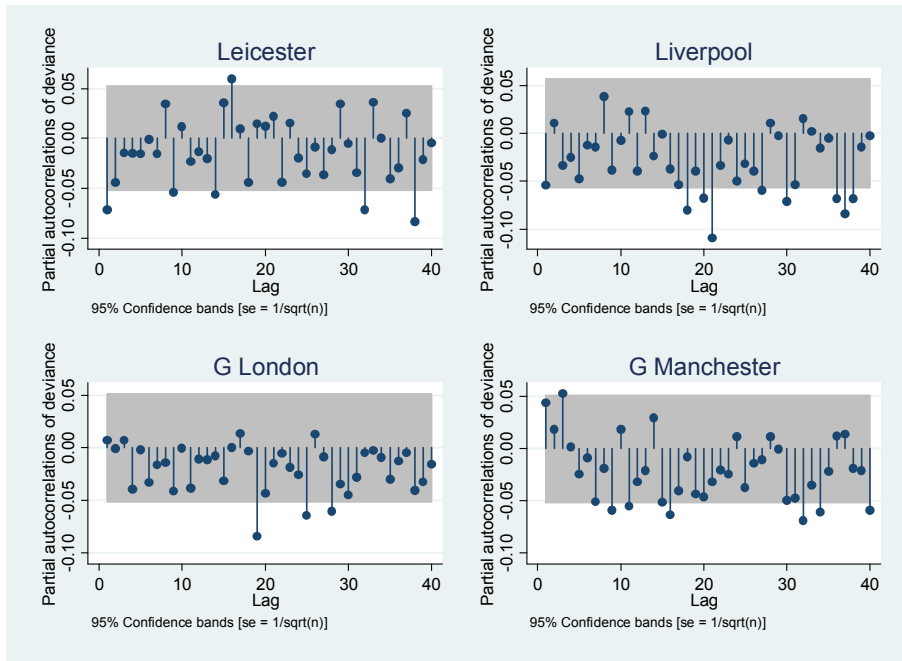 Leicester
Partial autocorrelations of deviance
0.05
0.00
-0.05
-0.10
0 10 20 30 40
Lag
95% Confidence bands [se = 1/sqrt(n)]
Liverpool
Partial autocorrelations of deviance
0.05
0.00
-0.05
-0.10
0 10 20 30 40
Lag
95% Confidence bands [se = 1/sqrt(n)]
G London
Partial autocorrelations of deviance
0.05
0.00
-0.05
-0.10
0 10 20 30 40
Lag
95% Confidence bands [se = 1/sqrt(n)]
G Manchester
Partial autocorrelations of deviance
0.05
0.00
-0.05
-0.10
0 10 20 30 40
Lag
95% Confidence bands [se = 1/sqrt(n)]